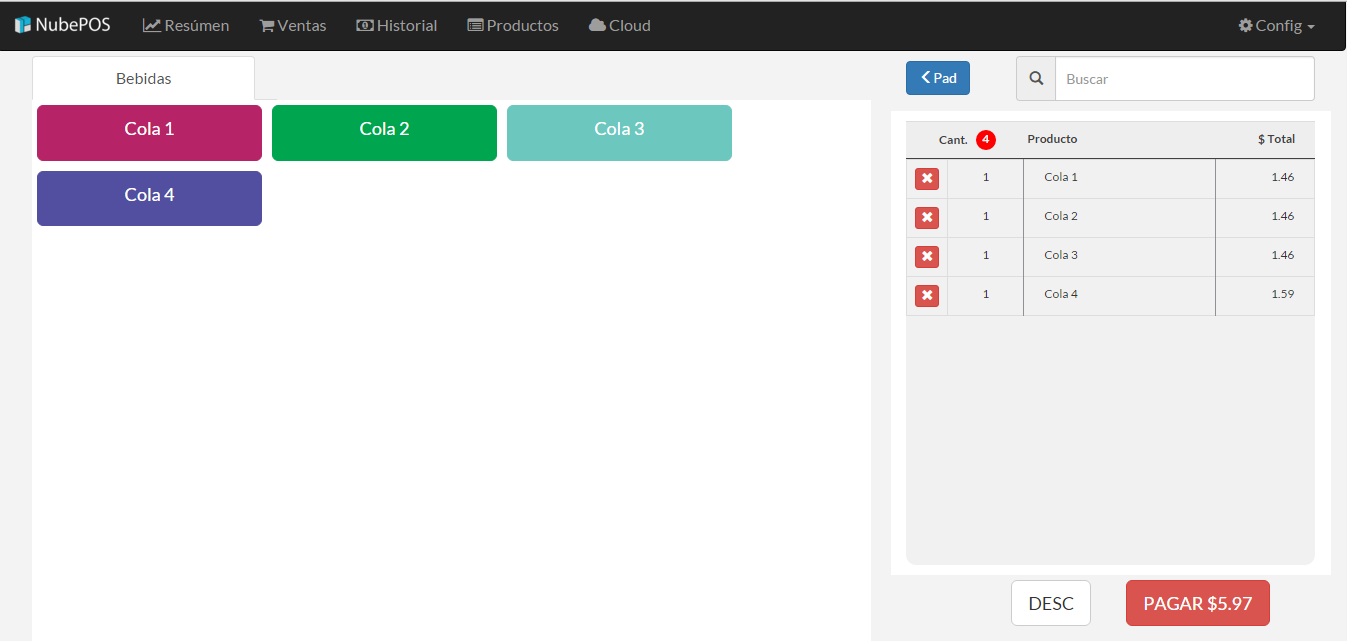 NubePOS Resúmen Ventas Historial Productos Cloud Config
Bebidas
Pad
Buscar
Cola 1 Cola 2 Cola 3
Cola 4
Cant. 4 Producto $ Total
1 Cola 1 1.46
1 Cola 2 1.46
1 Cola 3 1.46
1 Cola 4 1.59
DESC PAGAR $5.97